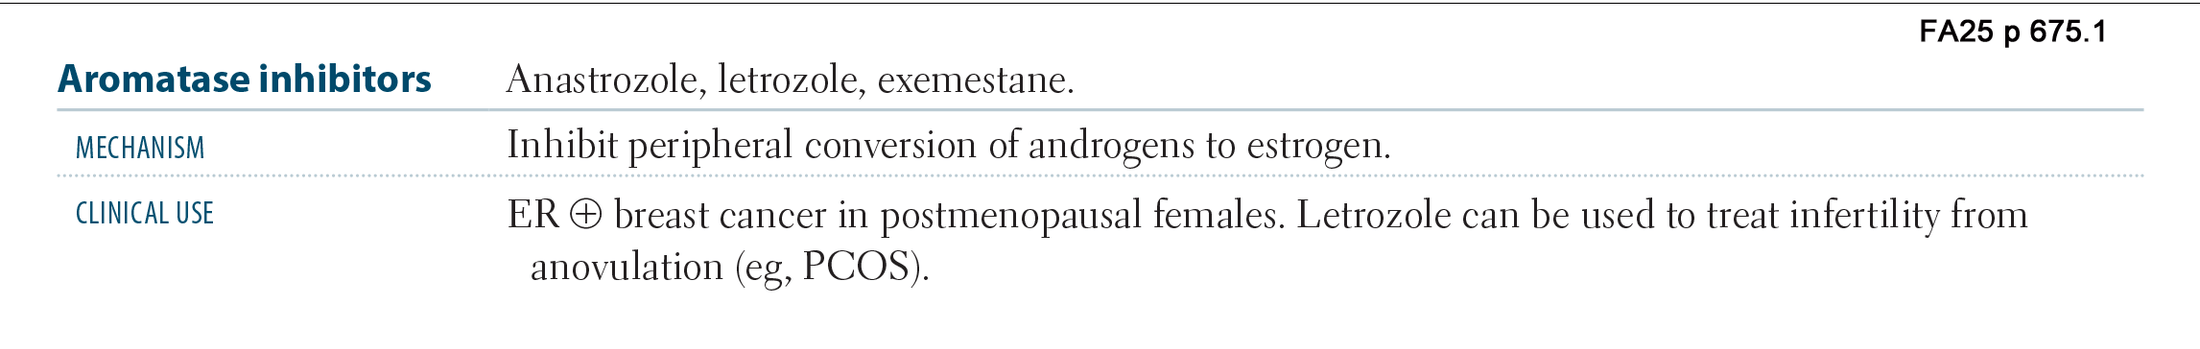 FA25 p 675.1
Aromatase inhibitors Anastrozole, letrozole, exemestane.
MECHANISM Inhibit peripheral conversion of androgens to estrogen.
CLINICAL USE ER ⊕ breast cancer in postmenopausal females. Letrozole can be used to treat infertility from
anovulation (eg, PCOS).